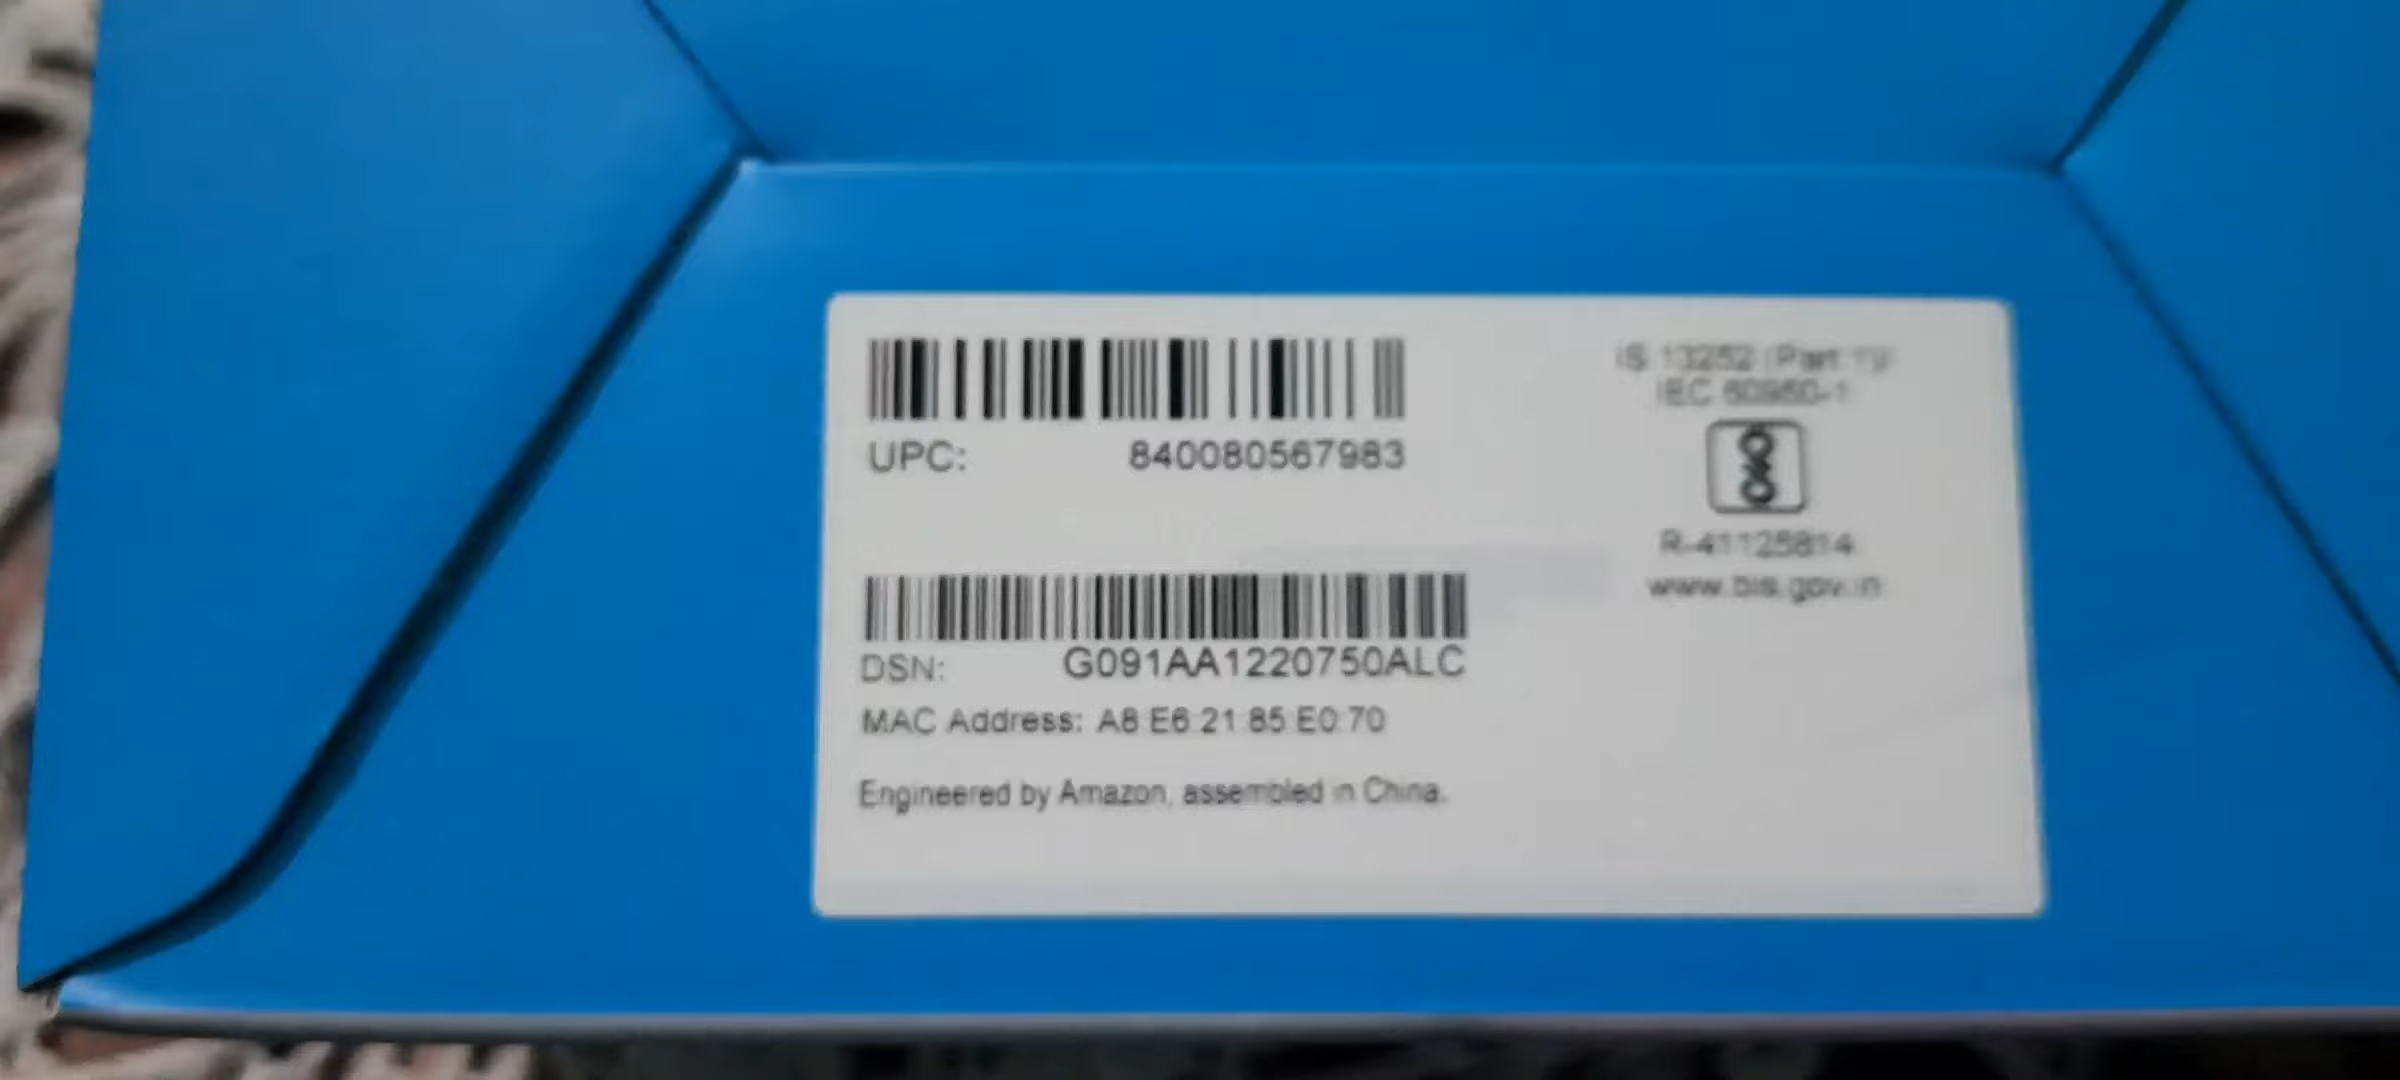 UPC: 840080567983
DSN: G091AA1220750ALC
MAC Address: A8 E6 21 85 E0 70
Engineered by Amazon, assembled in China.
IS 13252 (Part 1)/
IEC 60950-1
R-41125814
www.bis.gov.in